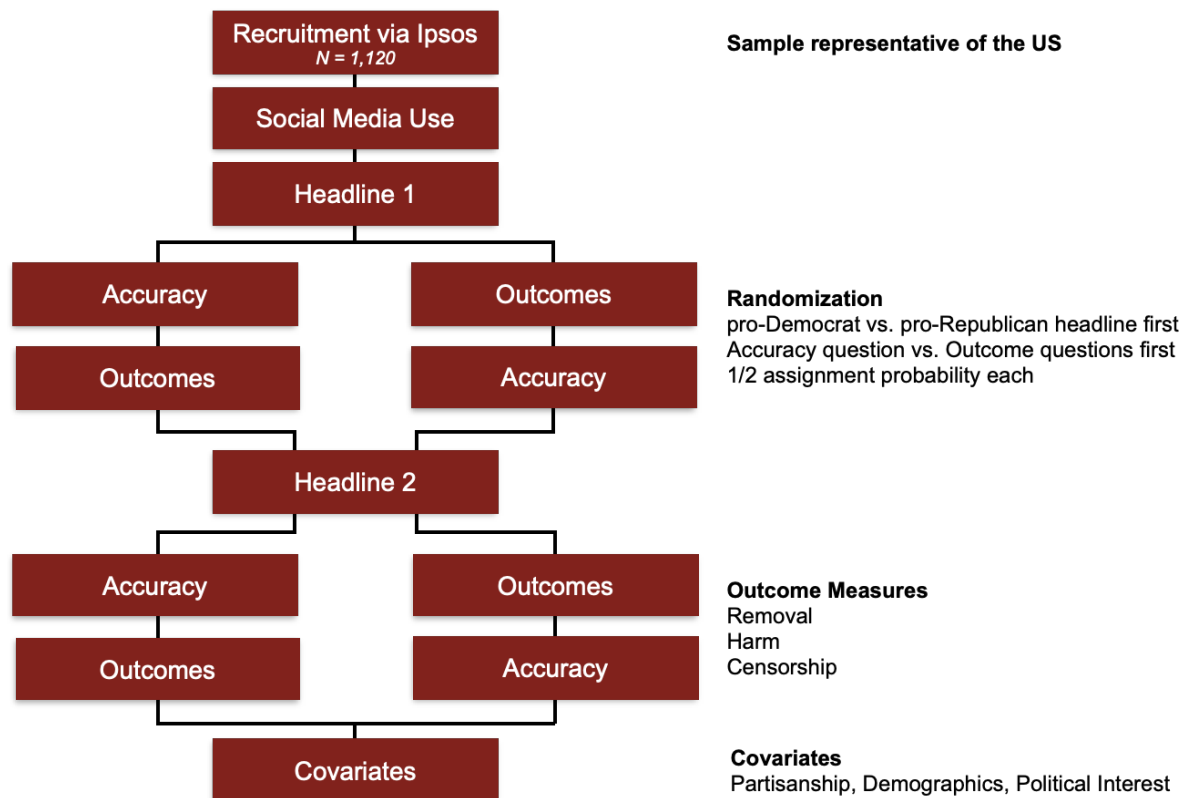 Recruitment via Ipsos
N = 1,120
Sample representative of the US
Social Media Use
Headline 1
Accuracy
Outcomes
Outcomes
Accuracy
Randomization
pro-Democrat vs. pro-Republican headline first
Accuracy question vs. Outcome questions first
1/2 assignment probability each
Headline 2
Accuracy
Outcomes
Outcomes
Accuracy
Outcome Measures
Removal
Harm
Censorship
Covariates
Covariates
Partisanship, Demographics, Political Interest